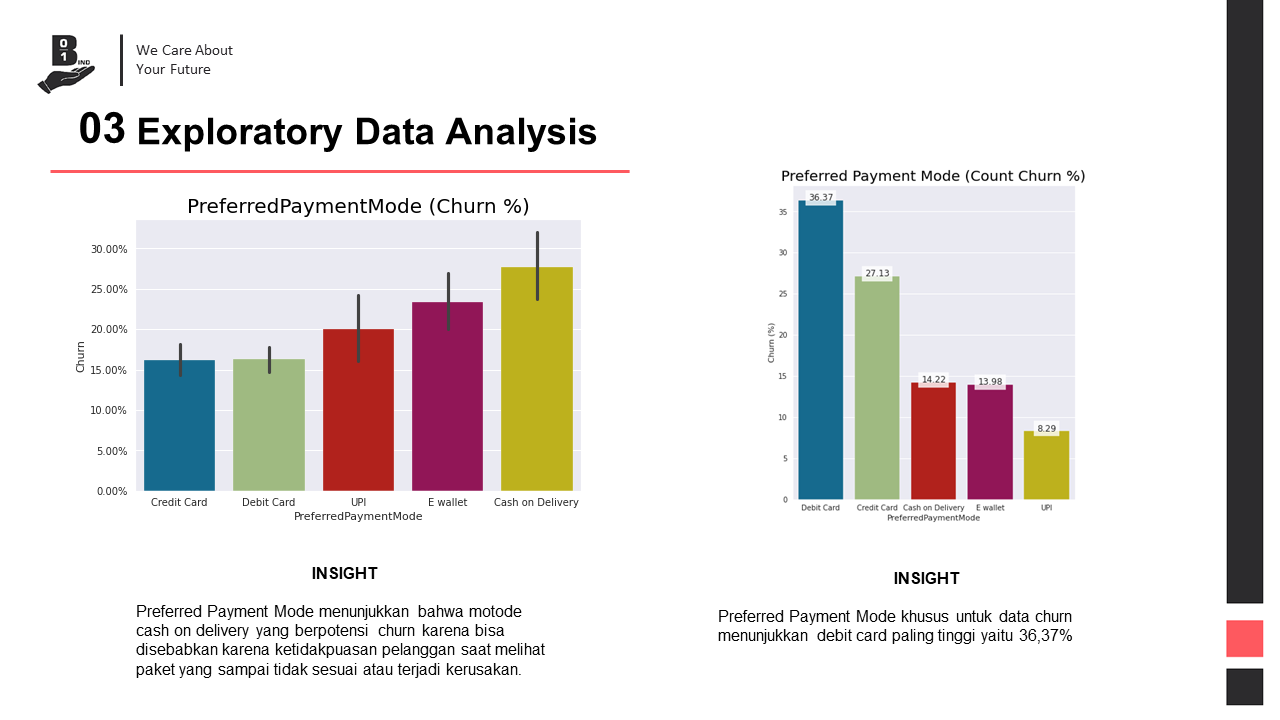 B
0
1
IND
We Care About
Your Future
03 Exploratory Data Analysis
PreferredPaymentMode (Churn %)
30.00%
25.00%
20.00%
15.00%
10.00%
5.00%
0.00%
Churn
Credit Card Debit Card UPI E wallet Cash on Delivery
PreferredPaymentMode
INSIGHT
Preferred Payment Mode menunjukkan bahwa motode
cash on delivery yang berpotensi churn karena bisa
disebabkan karena ketidakpuasan pelanggan saat melihat
paket yang sampai tidak sesuai atau terjadi kerusakan.
Preferred Payment Mode (Count Churn %)
36.37
27.13
14.22
13.98
8.29
35
30
25
20
15
10
5
0
Churn (%)
Debit Card Credit Card Cash on Delivery E wallet UPI
PreferredPaymentMode
INSIGHT
Preferred Payment Mode khusus untuk data churn
menunjukkan debit card paling tinggi yaitu 36,37%